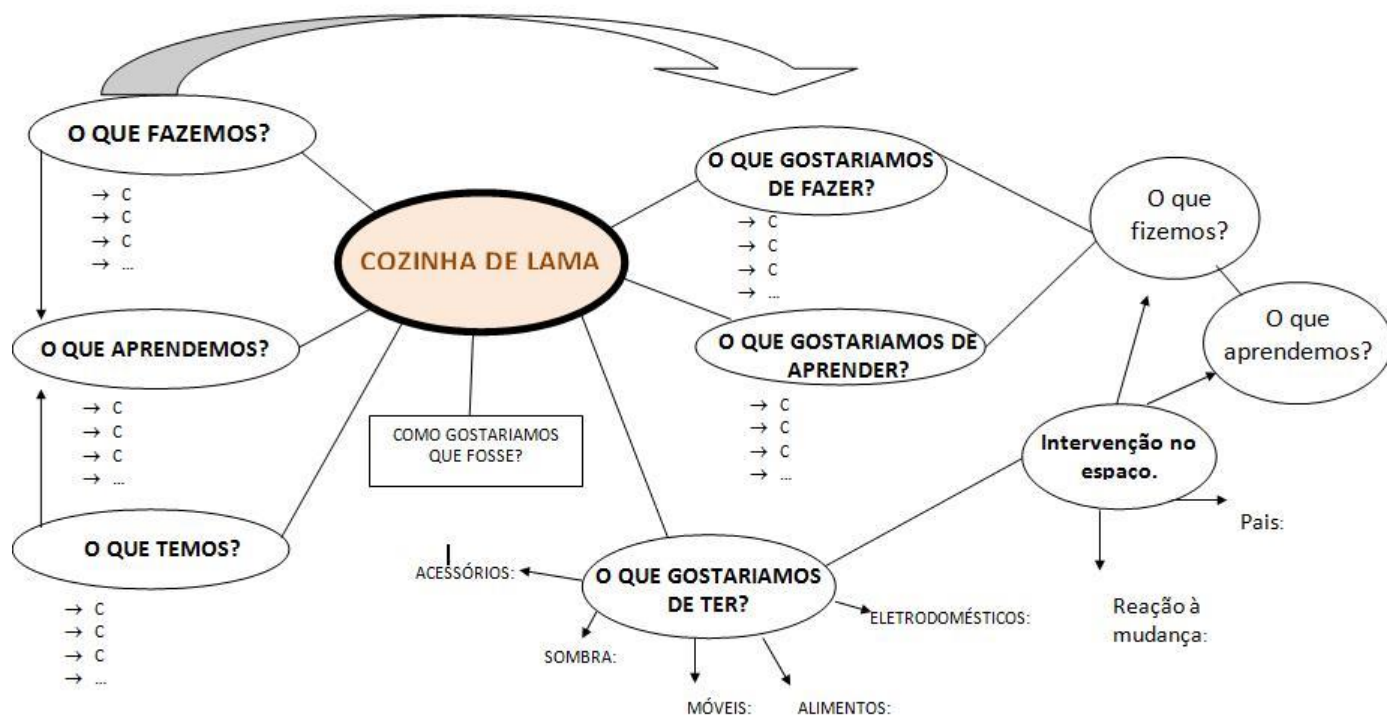 O QUE FAZEMOS?
→ C
→ C
→ C
→ ...
O QUE APRENDEMOS?
→ C
→ C
→ C
→ ...
O QUE TEMOS?
→ C
→ C
→ C
→ ...
COZINHA DE LAMA
COMO GOSTARIAMOS
QUE FOSSE?
O QUE GOSTARIAMOS
DE FAZER?
→ C
→ C
→ C
→ ...
O QUE GOSTARIAMOS DE
APRENDER?
→ C
→ C
→ C
→ ...
O QUE GOSTARIAMOS
DE TER?
ACESSÓRIOS:
SOMBRA:
MÓVEIS:
ALIMENTOS:
ELETRODOMÉSTICOS:
O que
fizemos?
O que
aprendemos?
Intervenção no
espaço.
Pais:
Reação à
mudança: